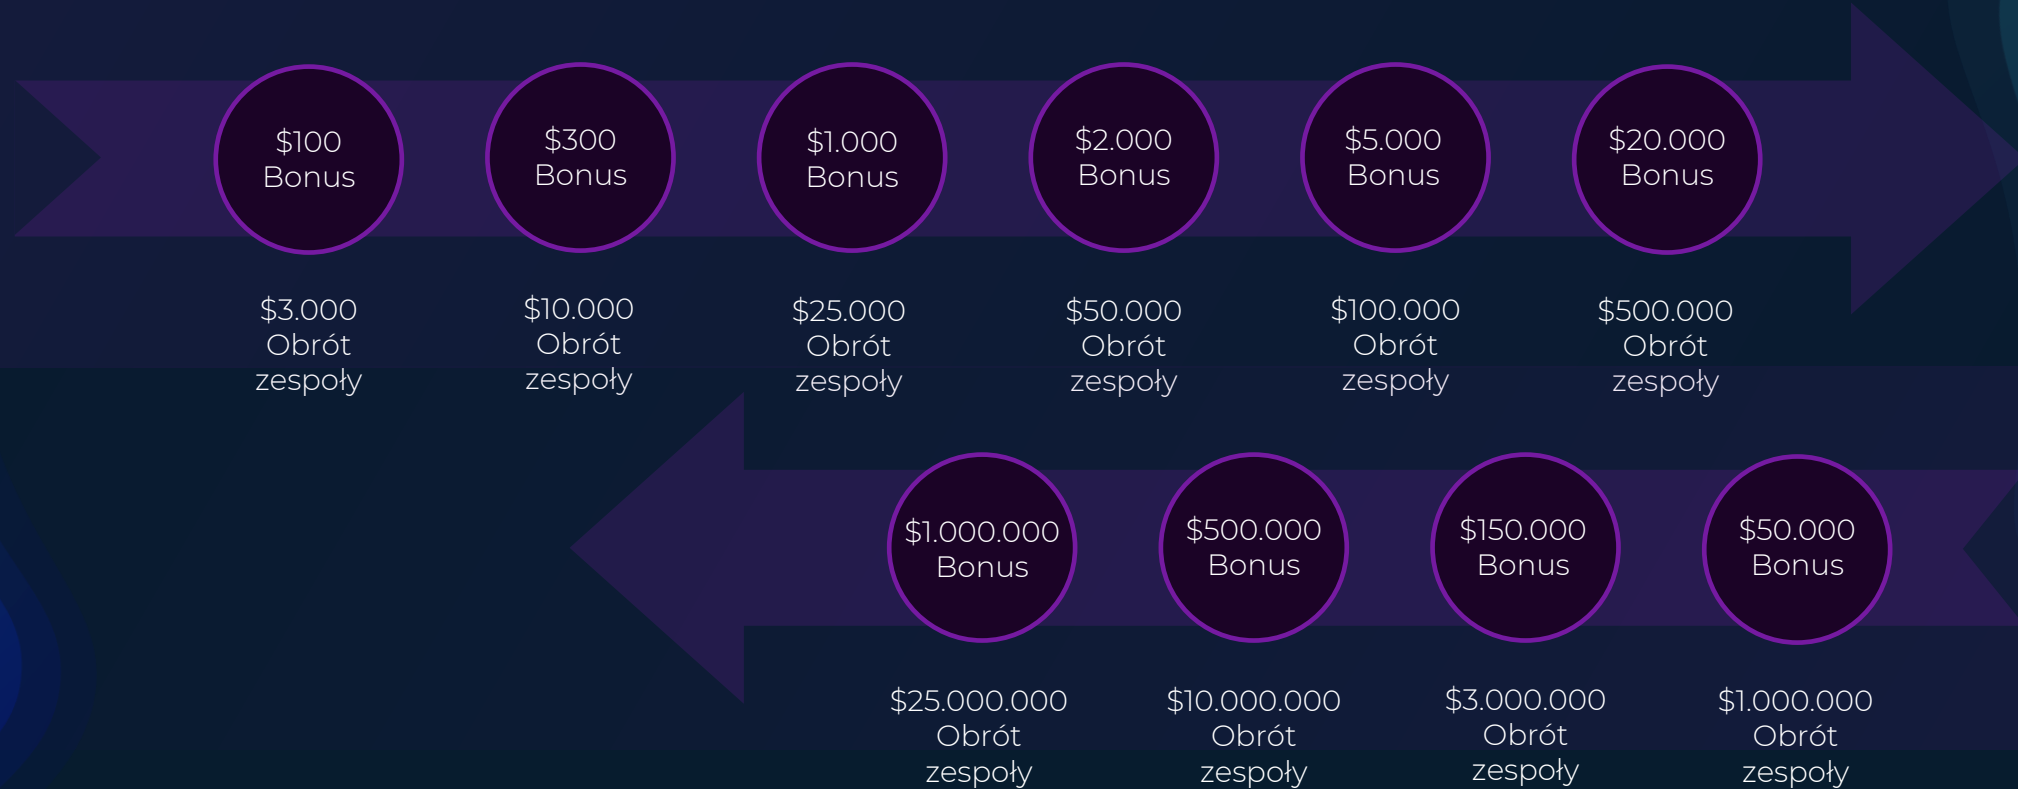 $100
Bonus
$300
Bonus
$1.000
Bonus
$2.000
Bonus
$5.000
Bonus
$20.000
Bonus
$3.000
Obrót
zespoły
$10.000
Obrót
zespoły
$25.000
Obrót
zespoły
$50.000
Obrót
zespoły
$100.000
Obrót
zespoły
$500.000
Obrót
zespoły
$1.000.000
Bonus
$500.000
Bonus
$150.000
Bonus
$50.000
Bonus
$25.000.000
Obrót
zespoły
$10.000.000
Obrót
zespoły
$3.000.000
Obrót
zespoły
$1.000.000
Obrót
zespoły